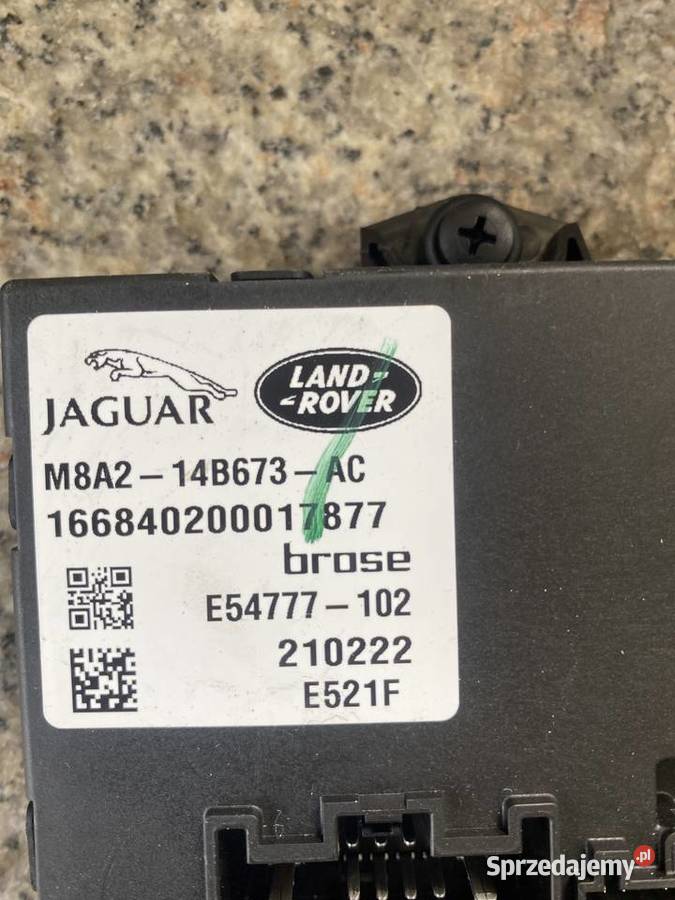 JAGUAR
LAND-
-ROVER
M8A2-14B673-AC
166840200017877
brose
E54777-102
210222
E521F
Sprzedajemy.pl